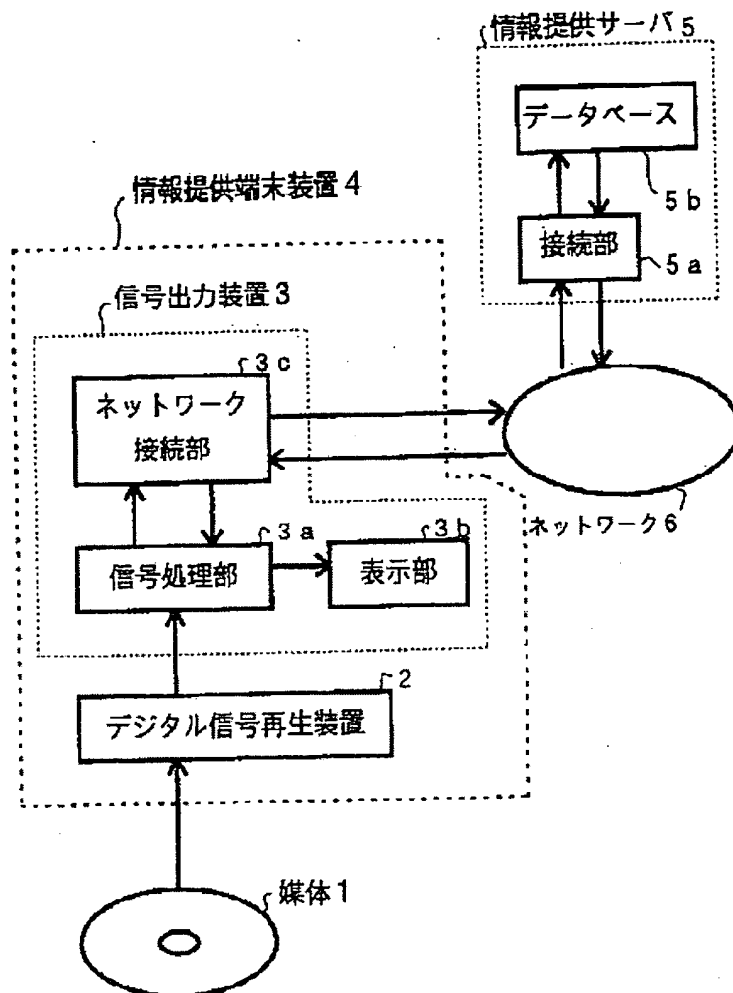 情報提供サーバ5
データベース
5b
接続部
5a
情報提供端末装置4
信号出力装置3
3c
ネットワーク
接続部
ネットワーク6
3a
3b
信号処理部
表示部
2
デジタル信号再生装置
媒体1